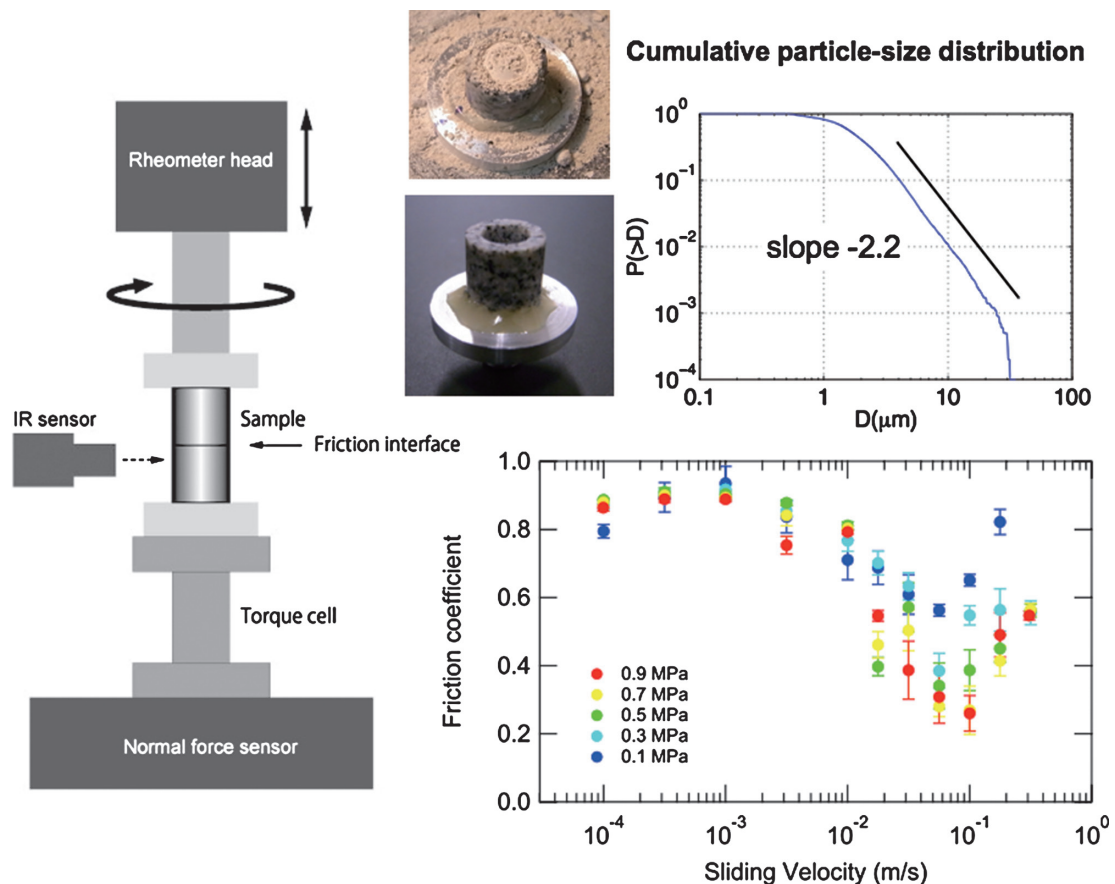 Rheometer head
IR sensor
Sample
Friction interface
Torque cell
Normal force sensor
Cumulative particle-size distribution
P(>D)
10⁰
10⁻¹
10⁻²
10⁻³
10⁻⁴
slope -2.2
0.1
1
10
100
D(μm)
Friction coefficient
1.0
0.8
0.6
0.4
0.2
0.0
0.9 MPa
0.7 MPa
0.5 MPa
0.3 MPa
0.1 MPa
10⁻⁴
10⁻³
10⁻²
10⁻¹
10⁰
Sliding Velocity (m/s)